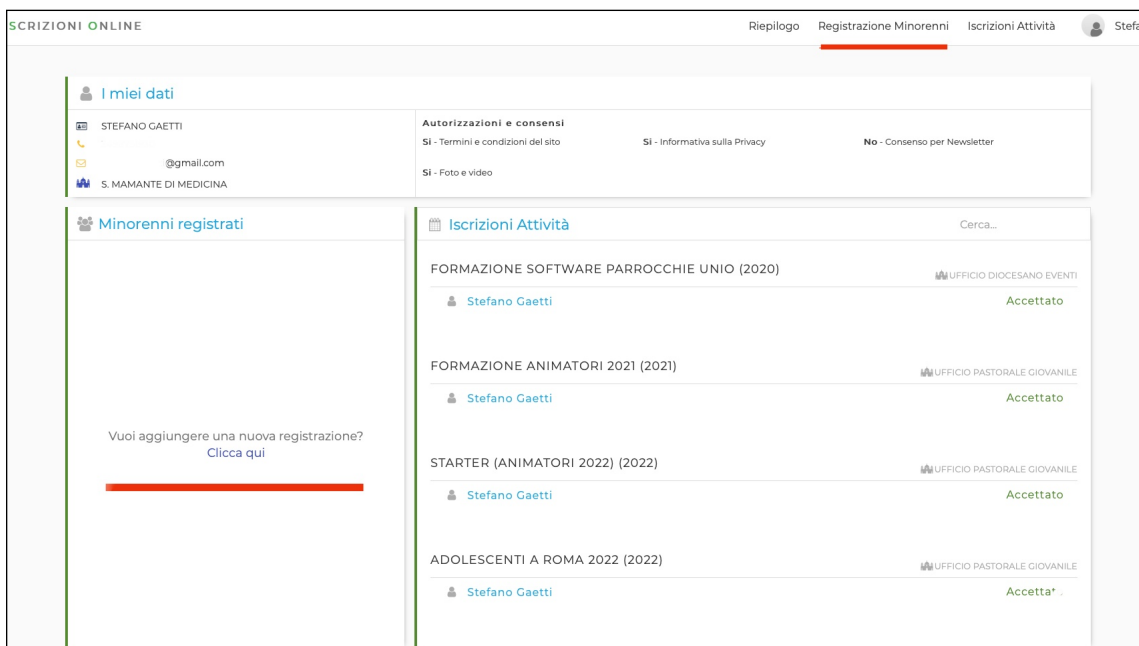 SCRIZIONI ONLINE
Riepilogo Registrazione Minorenni Iscrizioni Attività Stefa
I miei dati
STEFANO GAETTI
@gmail.com
S. MAMANTE DI MEDICINA
Autorizzazioni e consensi
Si - Termini e condizioni del sito Si - Informativa sulla Privacy No - Consenso per Newsletter
Si - Foto e video
Minorenni registrati
Vuoi aggiungere una nuova registrazione?
Clicca qui
Iscrizioni Attività Cerca...
FORMAZIONE SOFTWARE PARROCCHIE UNIO (2020) UFFICIO DIOCESANO EVENTI
Stefano Gaetti Accettato
FORMAZIONE ANIMATORI 2021 (2021) UFFICIO PASTORALE GIOVANILE
Stefano Gaetti Accettato
STARTER (ANIMATORI 2022) (2022) UFFICIO PASTORALE GIOVANILE
Stefano Gaetti Accettato
ADOLESCENTI A ROMA 2022 (2022) UFFICIO PASTORALE GIOVANILE
Stefano Gaetti Accetta